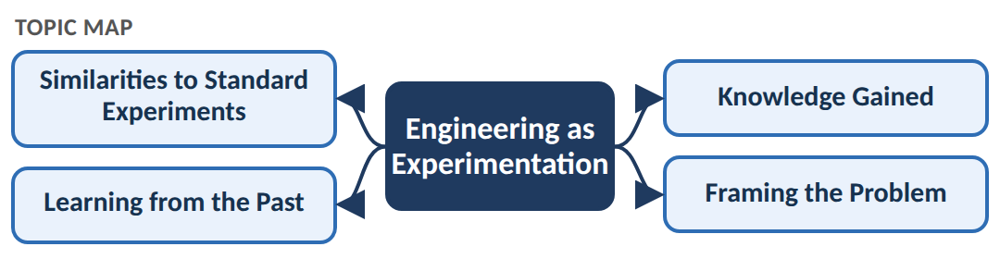 TOPIC MAP
Similarities to Standard
Experiments
Learning from the Past
Engineering as
Experimentation
Knowledge Gained
Framing the Problem